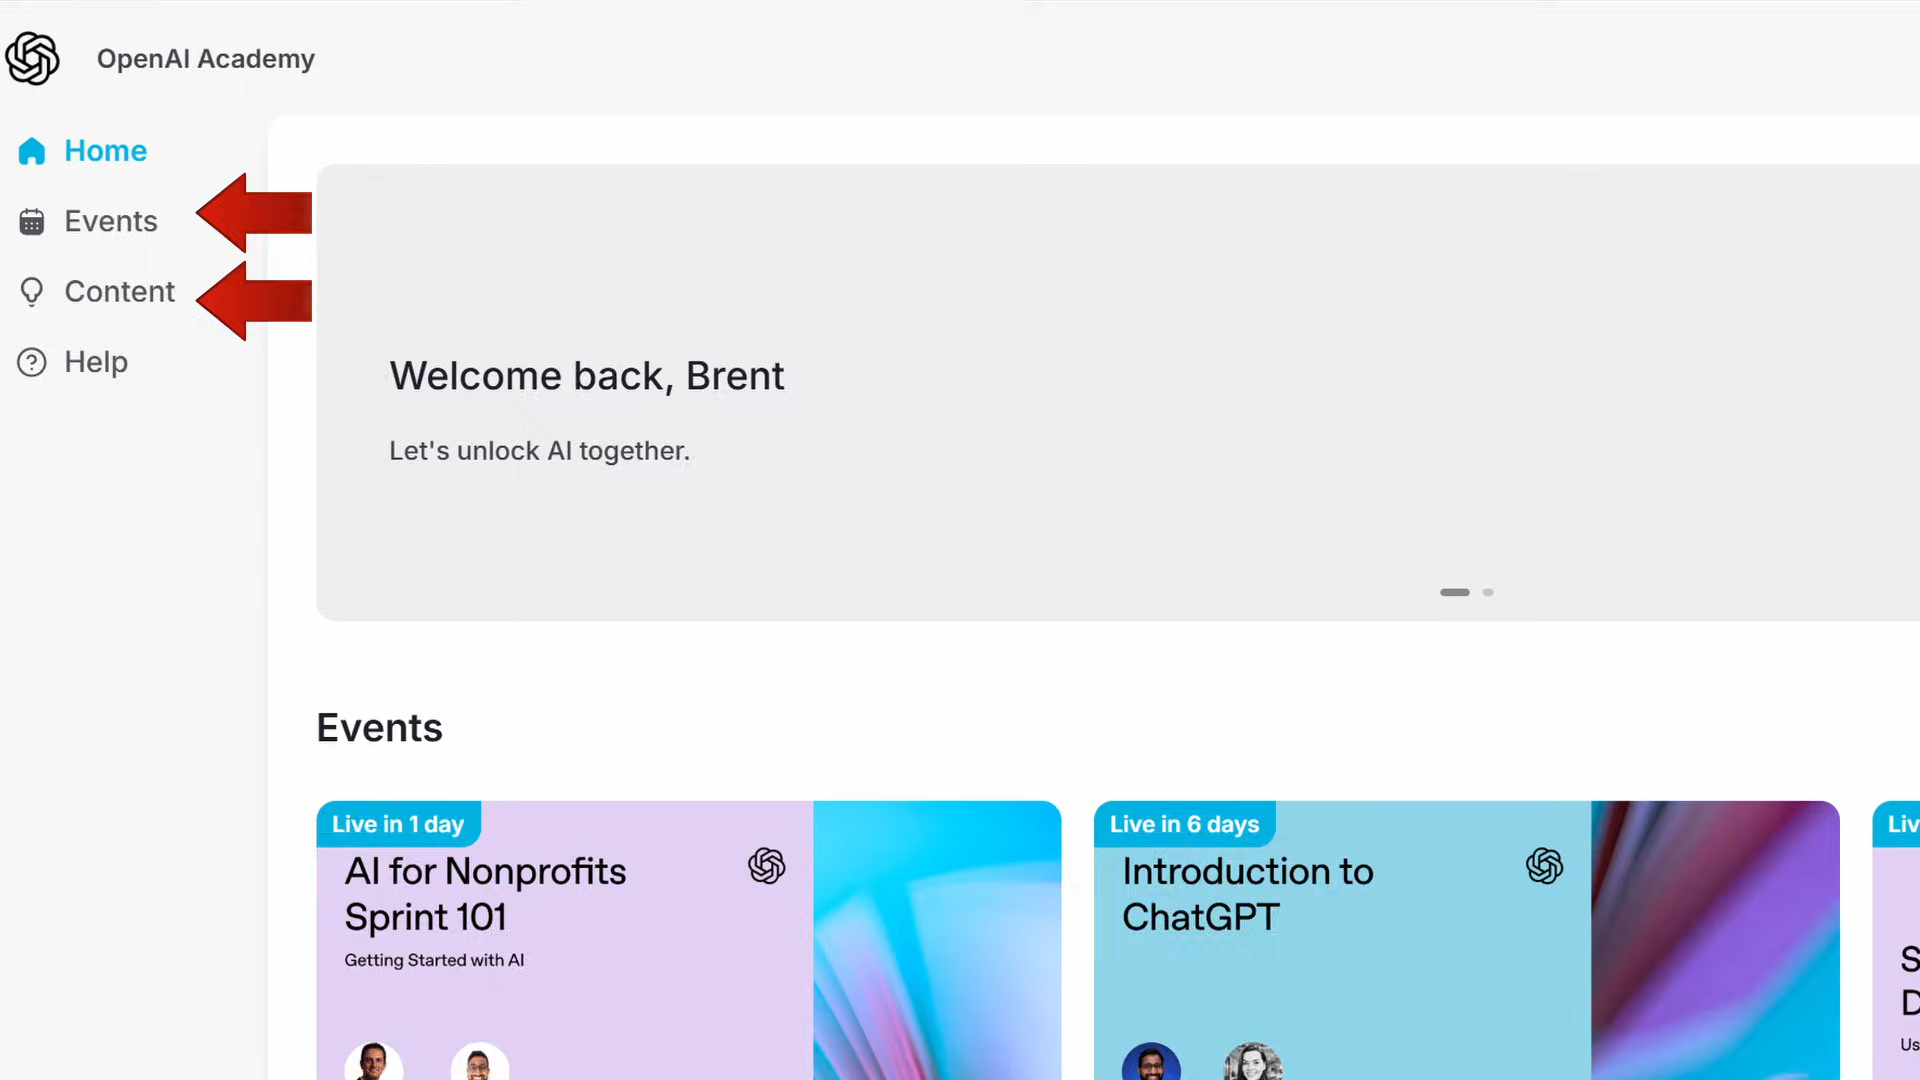 OpenAI Academy
Home
Events
Content
Help
Welcome back, Brent
Let's unlock AI together.
Events
Live in 1 day
AI for Nonprofits
Sprint 101
Getting Started with AI
Live in 6 days
Introduction to
ChatGPT